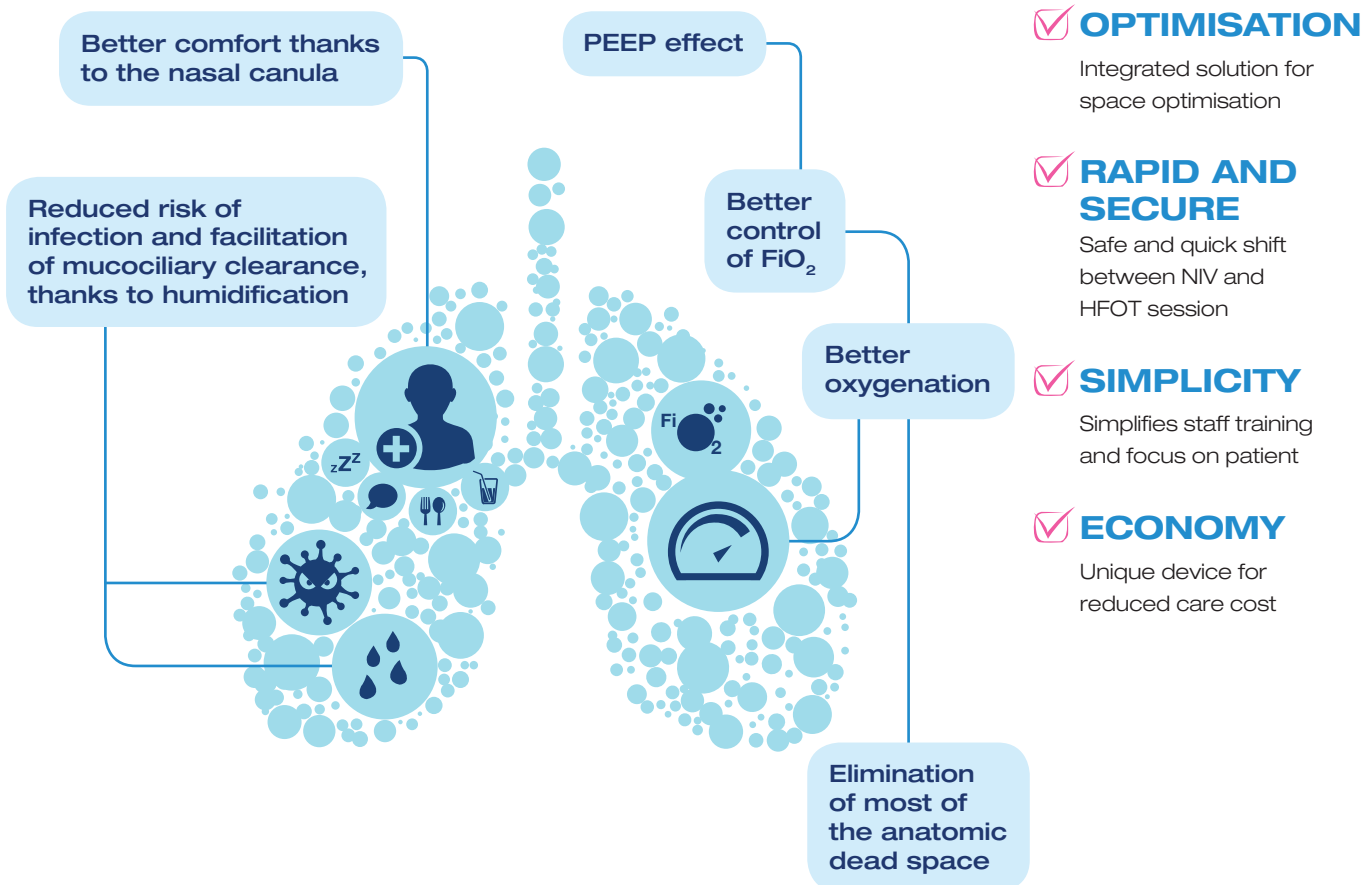 Better comfort thanks
to the nasal canula
PEEP effect
Reduced risk of
infection and facilitation
of mucociliary clearance,
thanks to humidification
Better
control
of FiO₂
Better
oxygenation
zZZ
Fi
2
Elimination
of most of
the anatomic
dead space
OPTIMISATION
Integrated solution for
space optimisation
RAPID AND
SECURE
Safe and quick shift
between NIV and
HFOT session
SIMPLICITY
Simplifies staff training
and focus on patient
ECONOMY
Unique device for
reduced care cost